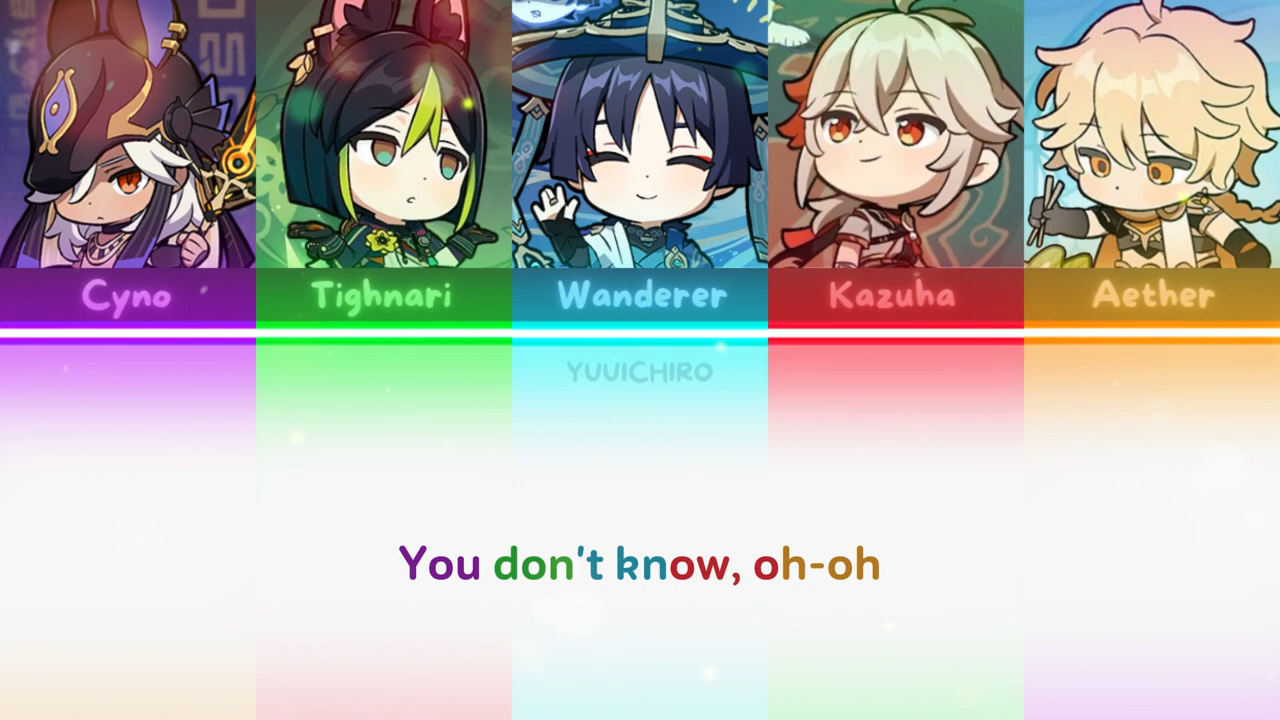 Cyno Tighnari Wanderer Kazuha Aether
YUUICHIRO
You don't know, oh-oh